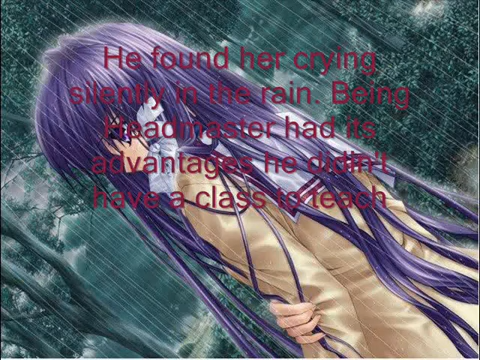 He found her crying
silently in the rain. Being
Headmaster had its
advantages he didin't
have a class to teach